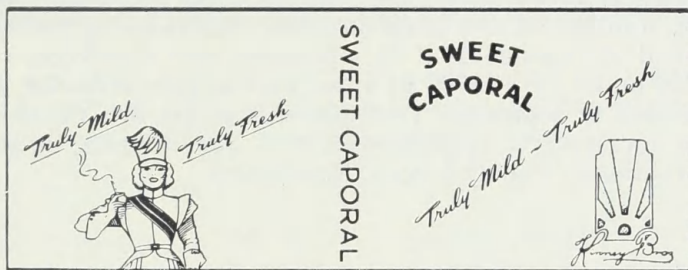 Truly Mild
Truly Fresh
SWEET CAPORAL
SWEET
CAPORAL
Truly Mild ~ Truly Fresh
Kinney Bros